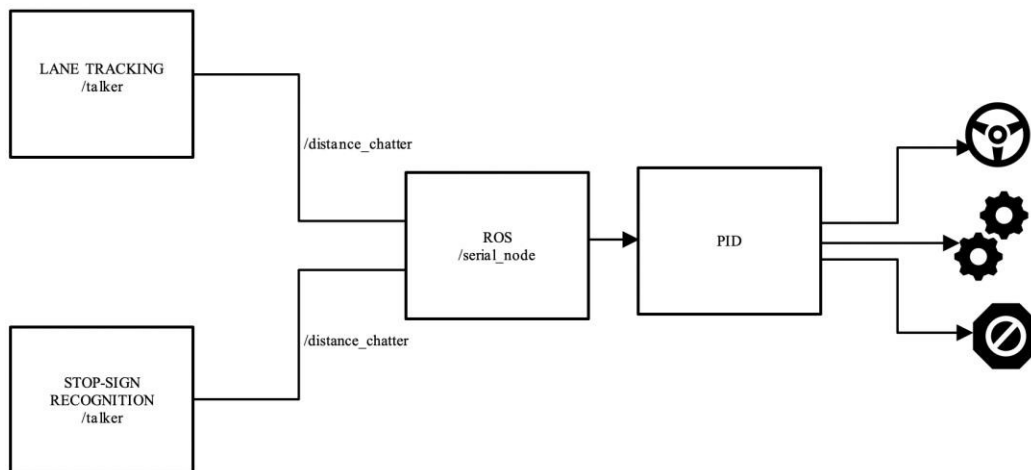 LANE TRACKING
/talker
/distance_chatter
ROS
/serial_node
PID
/distance_chatter
STOP-SIGN
RECOGNITION
/talker